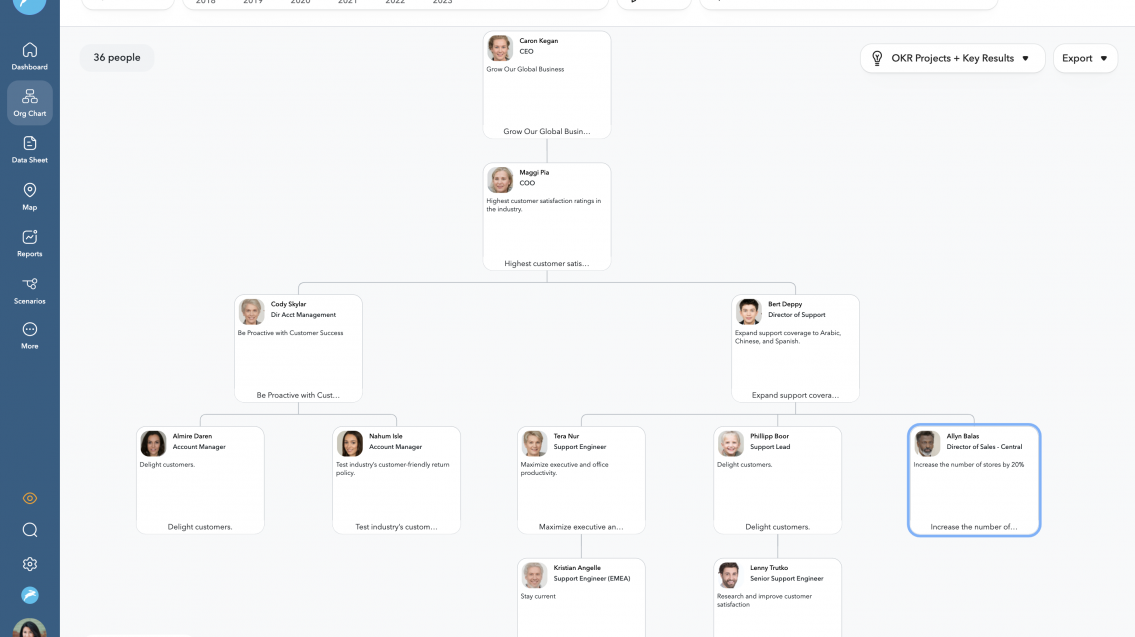 2018 2019 2020 2021 2022 2023
Dashboard
Org Chart
Data Sheet
Map
Reports
Scenarios
More
36 people
OKR Projects + Key Results
Export
Caron Kegan
CEO
Grow Our Global Business
Grow Our Global Busin...
Maggi Pia
COO
Highest customer satisfaction ratings in
the industry.
Highest customer satis...
Cody Skylar
Dir Acct Management
Be Proactive with Customer Success
Be Proactive with Cust...
Bert Deppy
Director of Support
Expand support coverage to Arabic,
Chinese, and Spanish.
Expand support covera...
Almire Daren
Account Manager
Delight customers.
Delight customers.
Nahum Isle
Account Manager
Test industry's customer-friendly return
policy.
Test industry's custom...
Tera Nur
Support Engineer
Maximize executive and office
productivity.
Maximize executive an...
Phillipp Boor
Support Lead
Delight customers.
Delight customers.
Allyn Balas
Director of Sales - Central
Increase the number of stores by 20%
Increase the number of...
Kristian Angelle
Support Engineer (EMEA)
Stay current
Lenny Trutko
Senior Support Engineer
Research and improve customer
satisfaction